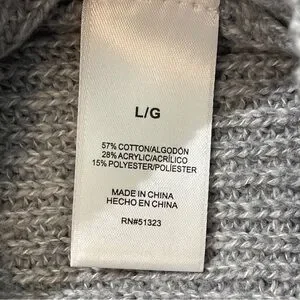 L/G
57% COTTON/ALGODÓN
28% ACRYLIC/ACRÍLICO
15% POLYESTER/POLIÉSTER
MADE IN CHINA
HECHO EN CHINA
RN#51323